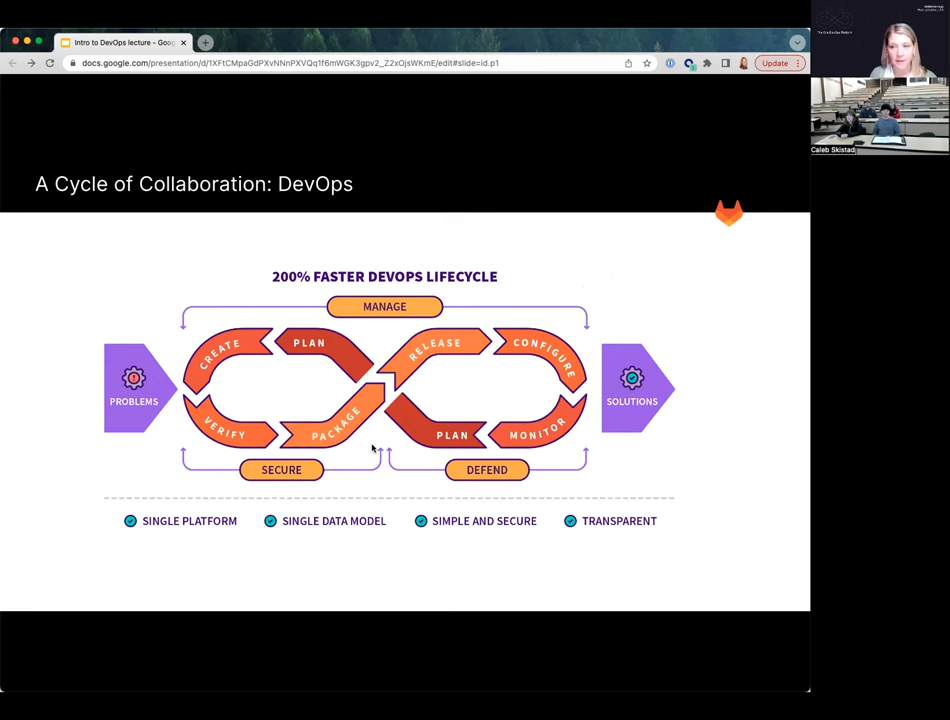 Intro to DevOps lecture - Goog
docs.google.com/presentation/d/1XFtCMpaGdPXvNNnPXVQq1f6mWGK3gpv2_Z2xOjsWKmE/edit#slide=id.p1
Update
Caleb Skistad
A Cycle of Collaboration: DevOps
200% FASTER DEVOPS LIFECYCLE
MANAGE
CREATE
PLAN
RELEASE
CONFIGURE
PROBLEMS
SOLUTIONS
VERIFY
PACKAGE
PLAN
MONITOR
SECURE
DEFEND
SINGLE PLATFORM
SINGLE DATA MODEL
SIMPLE AND SECURE
TRANSPARENT